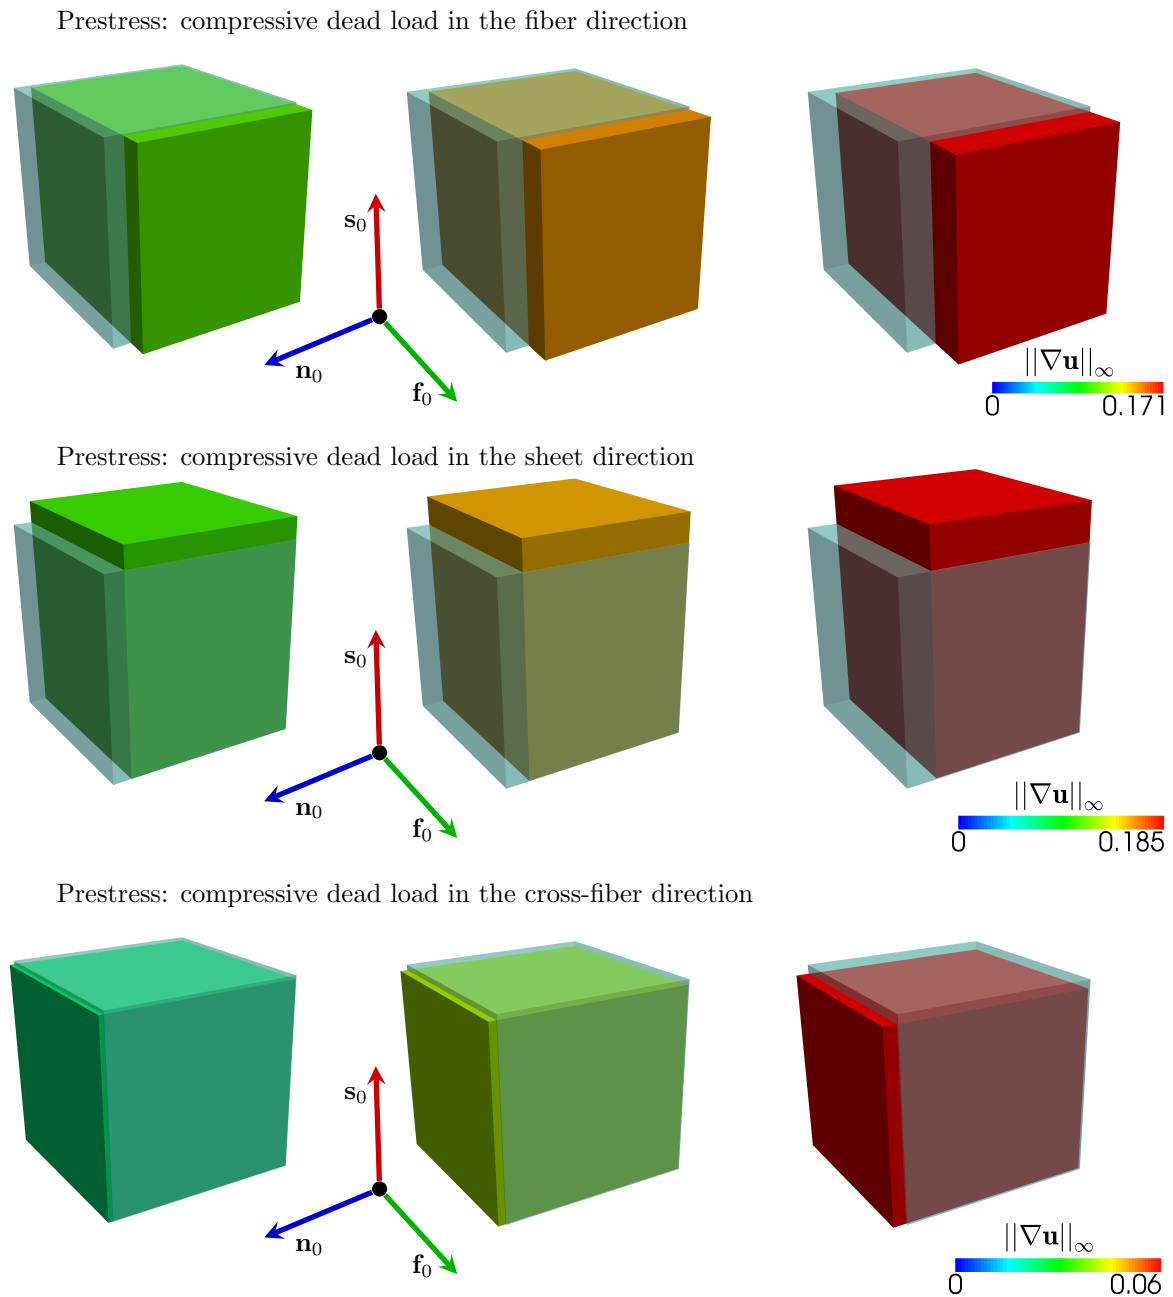 Prestress: compressive dead load in the fiber direction
s₀
n₀
f₀
||∇u||∞
0 0.171
Prestress: compressive dead load in the sheet direction
s₀
n₀
f₀
||∇u||∞
0 0.185
Prestress: compressive dead load in the cross-fiber direction
s₀
n₀
f₀
||∇u||∞
0 0.06